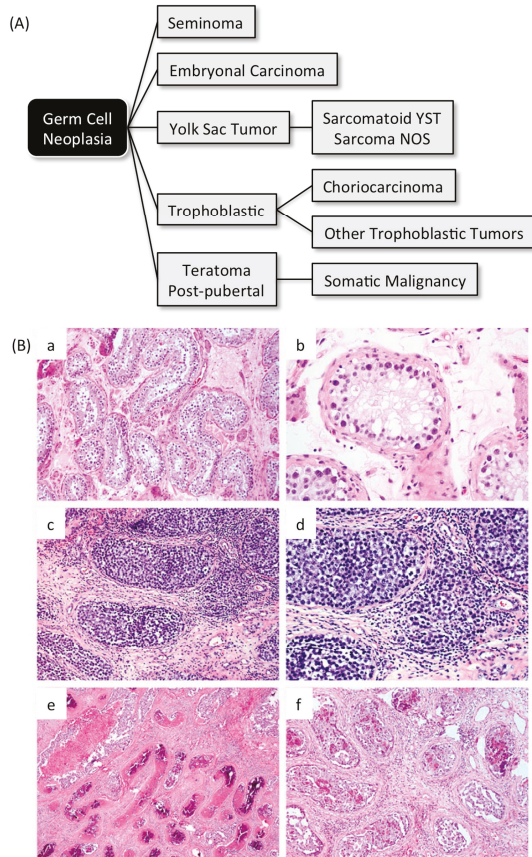 (A)
Seminoma
Embryonal Carcinoma
Germ Cell
Neoplasia
Yolk Sac Tumor
Sarcomatoid YST
Sarcoma NOS
Choriocarcinoma
Trophoblastic
Other Trophoblastic Tumors
Teratoma
Post-pubertal
Somatic Malignancy
(B)
a
b
c
d
e
f